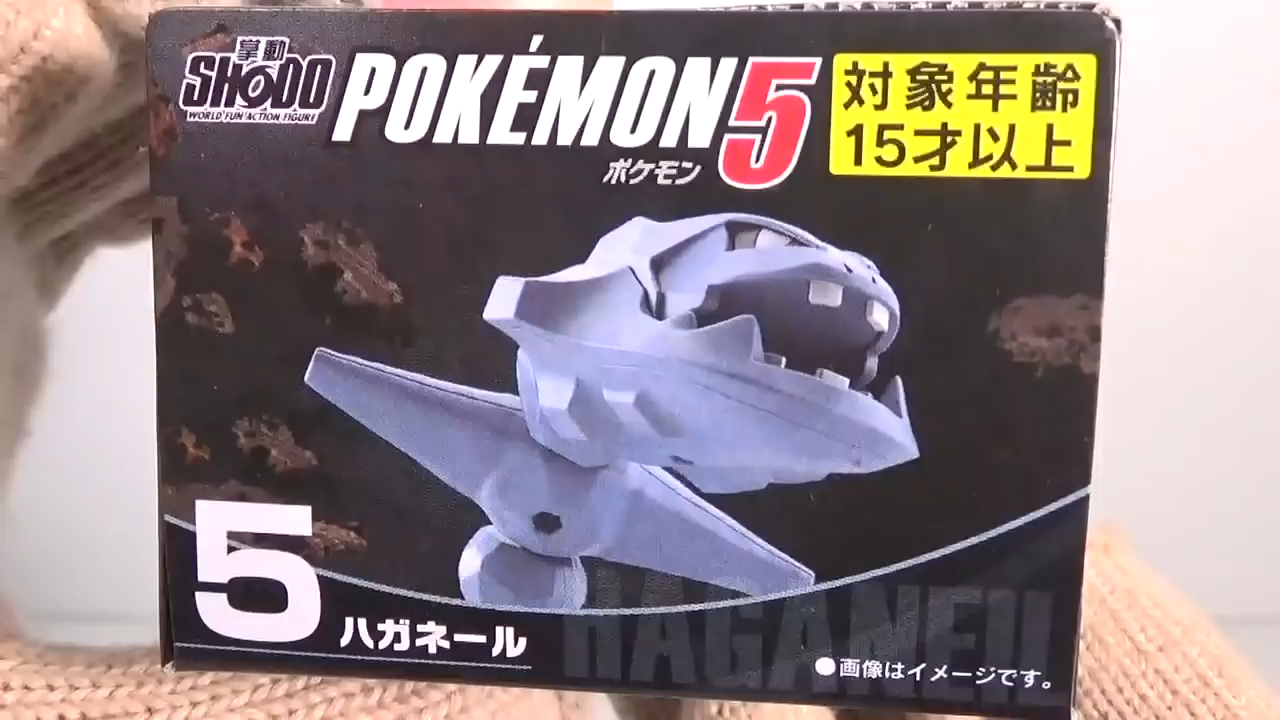 掌動
SHODO
WORLD FUN ACTION FIGURE
POKÉMON 5
ポケモン
対象年齢
15才以上
5 ハガネール
HAGANEIL
●画像はイメージです。